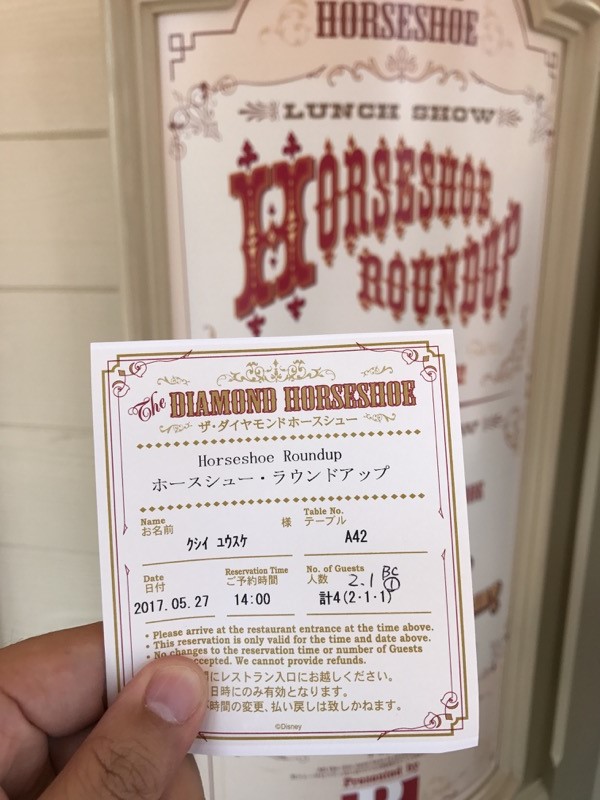 HORSESHOE
LUNCH SHOW
HORSESHOE
ROUNDUP
The DIAMOND HORSESHOE
ザ・ダイヤモンドホースシュー
Horseshoe Roundup
ホースシュー・ラウンドアップ
Name
お名前
クシイ ユウスケ
様
Table No.
テーブル
A42
Date
日付
2017.05.27
Reservation Time
ご予約時間
14:00
No. of Guests
人数
2.1 BC ①
計4(2・1・1)
• Please arrive at the restaurant entrance at the time above.
• This reservation is only valid for the time and date above.
• No changes to the reservation time or number of Guests
accepted. We cannot provide refunds.
間にレストラン入口にお越しください。
日時にのみ有効となります。
時間の変更、払い戻しは致しかねます。
©Disney
Presented by